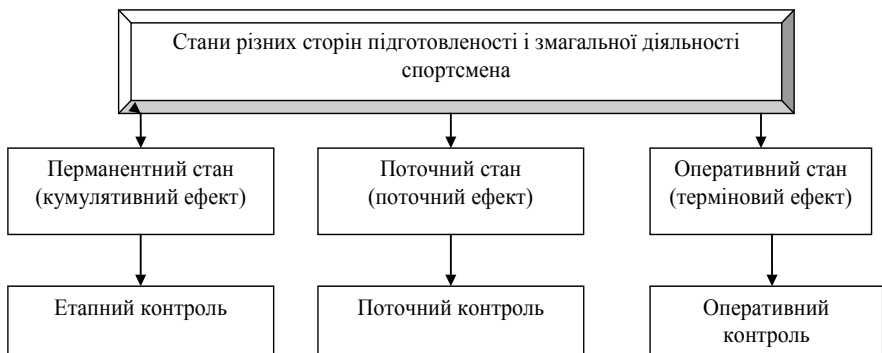 Стани різних сторін підготовленості і змагальної діяльності
спортсмена
Перманентний стан
(кумулятивний ефект)
Поточний стан
(поточний ефект)
Оперативний стан
(терміновий ефект)
Етапний контроль
Поточний контроль
Оперативний
контроль